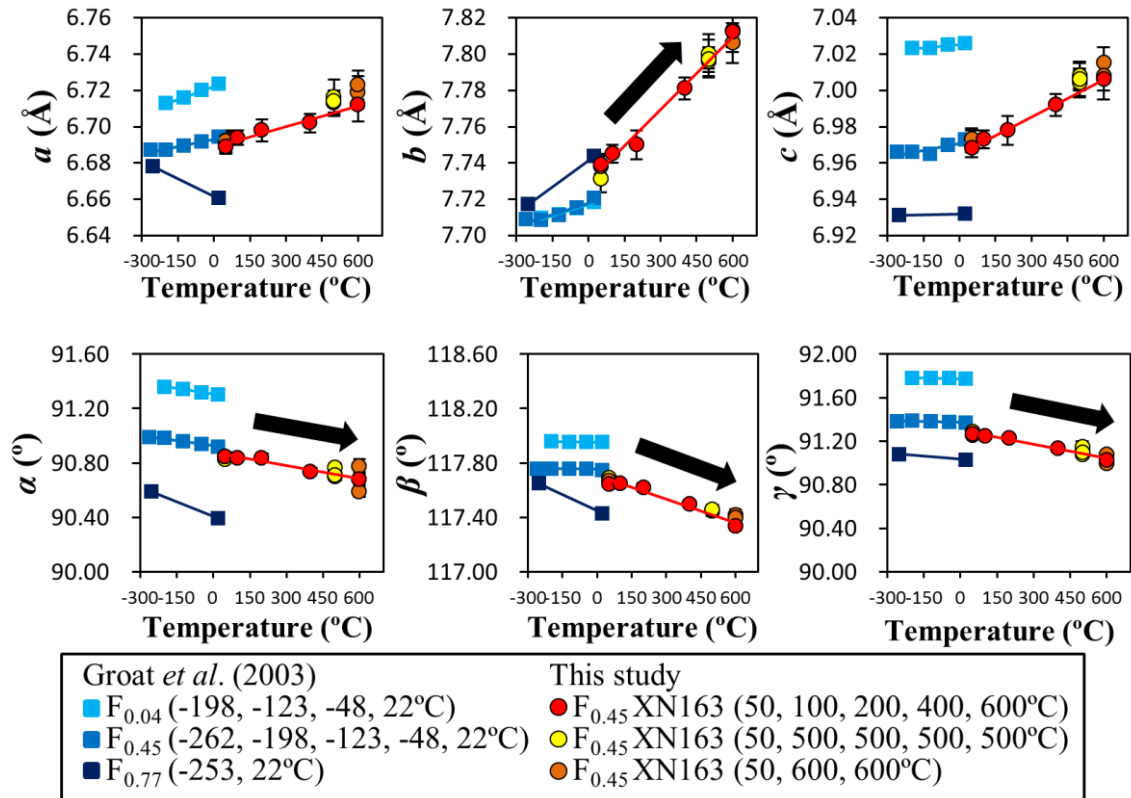 6.76 7.82 7.04
6.74 7.80 7.02
6.72 7.78 7.00
6.70 7.76 6.98
6.68 7.74 6.96
6.66 7.72 6.94
6.64 7.70 6.92
a (Å) b (Å) c (Å)
-300-150 0 150 300 450 600 -300-150 0 150 300 450 600 -300-150 0 150 300 450 600
Temperature (ºC) Temperature (ºC) Temperature (ºC)
91.60 118.60 92.00
91.20 118.20 91.60
90.80 117.80 91.20
90.40 117.40 90.80
90.00 117.00 90.40
90.00
α (º) β (º) γ (º)
-300-150 0 150 300 450 600 -300-150 0 150 300 450 600 -300-150 0 150 300 450 600
Temperature (ºC) Temperature (ºC) Temperature (ºC)
Groat et al. (2003) This study
F0.04 (-198, -123, -48, 22ºC) F0.45 XN163 (50, 100, 200, 400, 600ºC)
F0.45 (-262, -198, -123, -48, 22ºC) F0.45 XN163 (50, 500, 500, 500, 500ºC)
F0.77 (-253, 22ºC) F0.45 XN163 (50, 600, 600ºC)